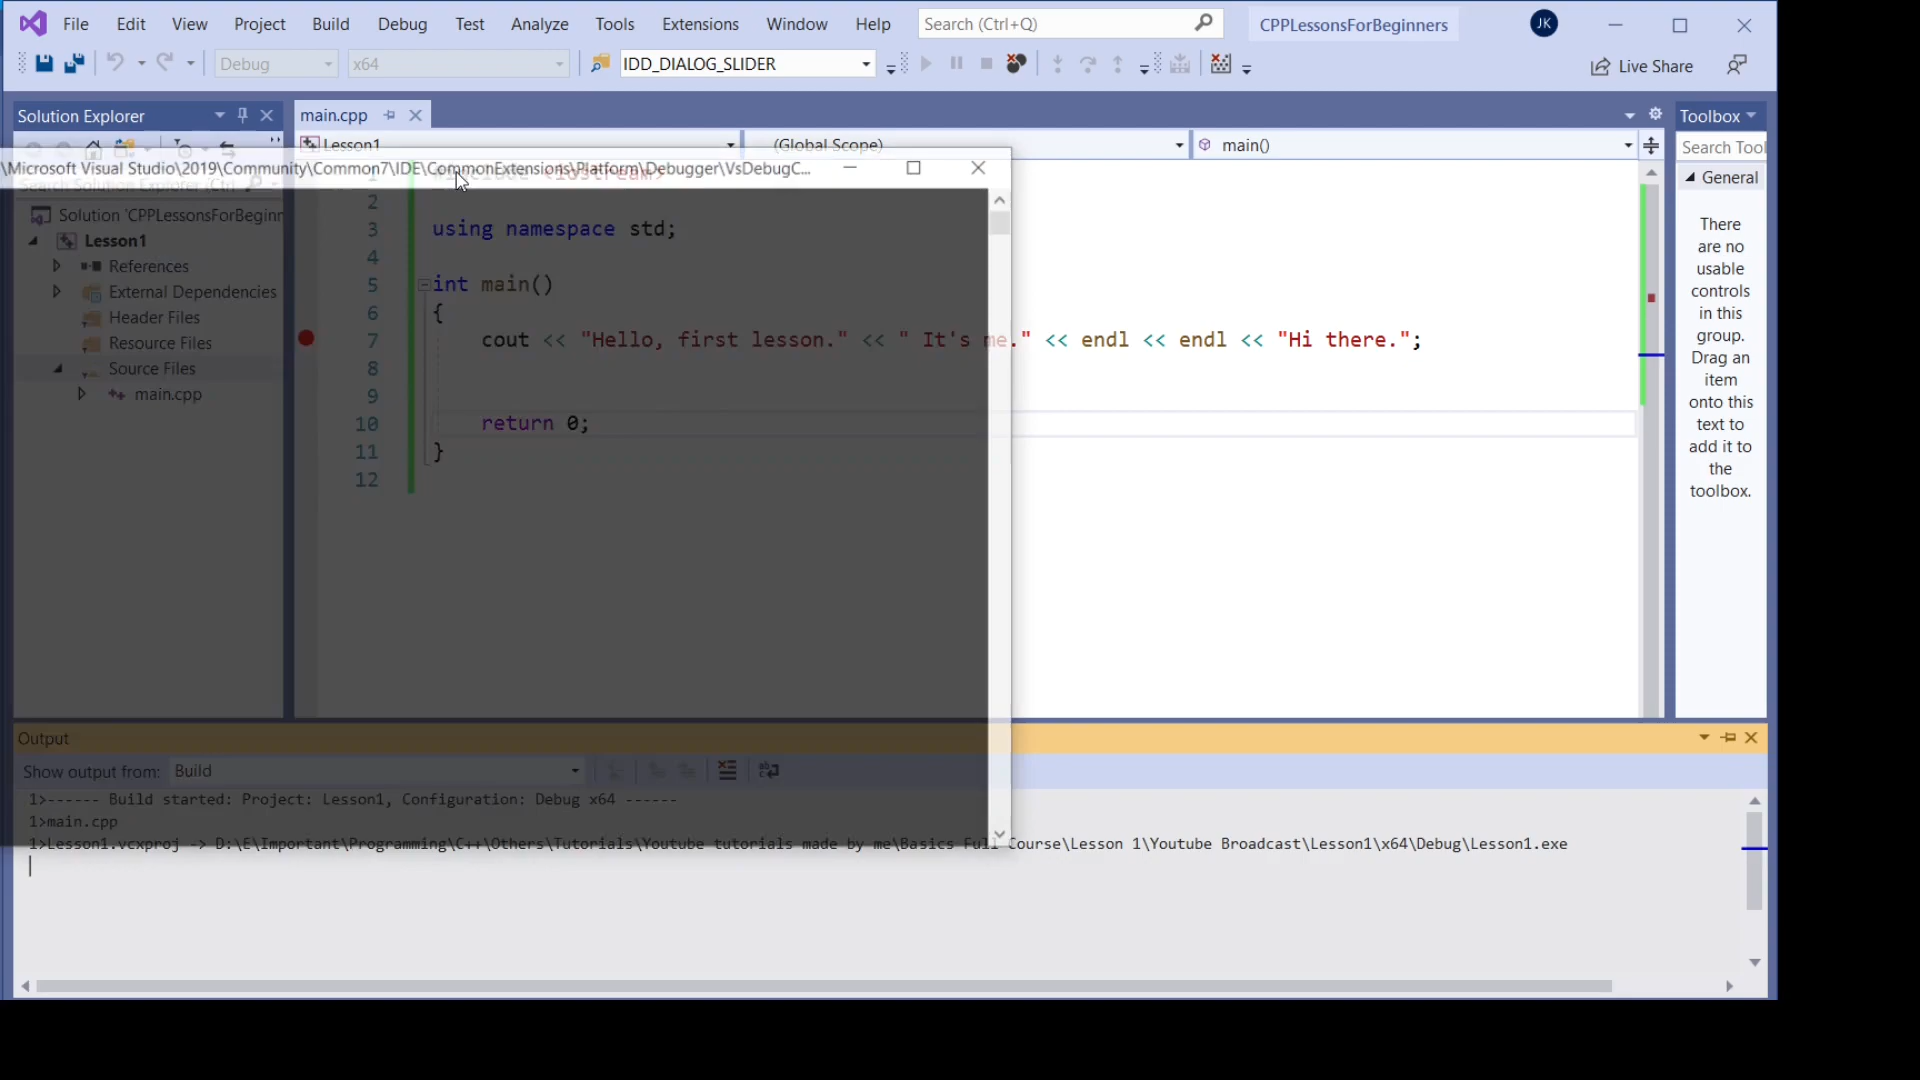 File Edit View Project Build Debug Test Analyze Tools Extensions Window Help Search (Ctrl+Q) CPPLessonsForBeginners JK
Debug x64 IDD_DIALOG_SLIDER Live Share
Solution Explorer main.cpp Toolbox
Lesson1 (Global Scope) main() Search Tool
\Microsoft Visual Studio\2019\Community\Common7\IDE\CommonExtensions\Platform\Debugger\VsDebugC...
General
Solution 'CPPLessonsForBeginn
Lesson1
References
External Dependencies
Header Files
Resource Files
Source Files
main.cpp
1
2
3 using namespace std;
4
5 int main()
6 {
7 cout << "Hello, first lesson." << " It's me." << endl << endl << "Hi there.";
8
9
10 return 0;
11 }
12
There
are no
usable
controls
in this
group.
Drag an
item
onto this
text to
add it to
the
toolbox.
Output
Show output from: Build
1>------ Build started: Project: Lesson1, Configuration: Debug x64 ------
1>main.cpp
1>Lesson1.vcxproj -> D:\E\Important\Programming\C++\Others\Tutorials\Youtube tutorials made by me\Basics Full Course\Lesson 1\Youtube Broadcast\Lesson1\x64\Debug\Lesson1.exe